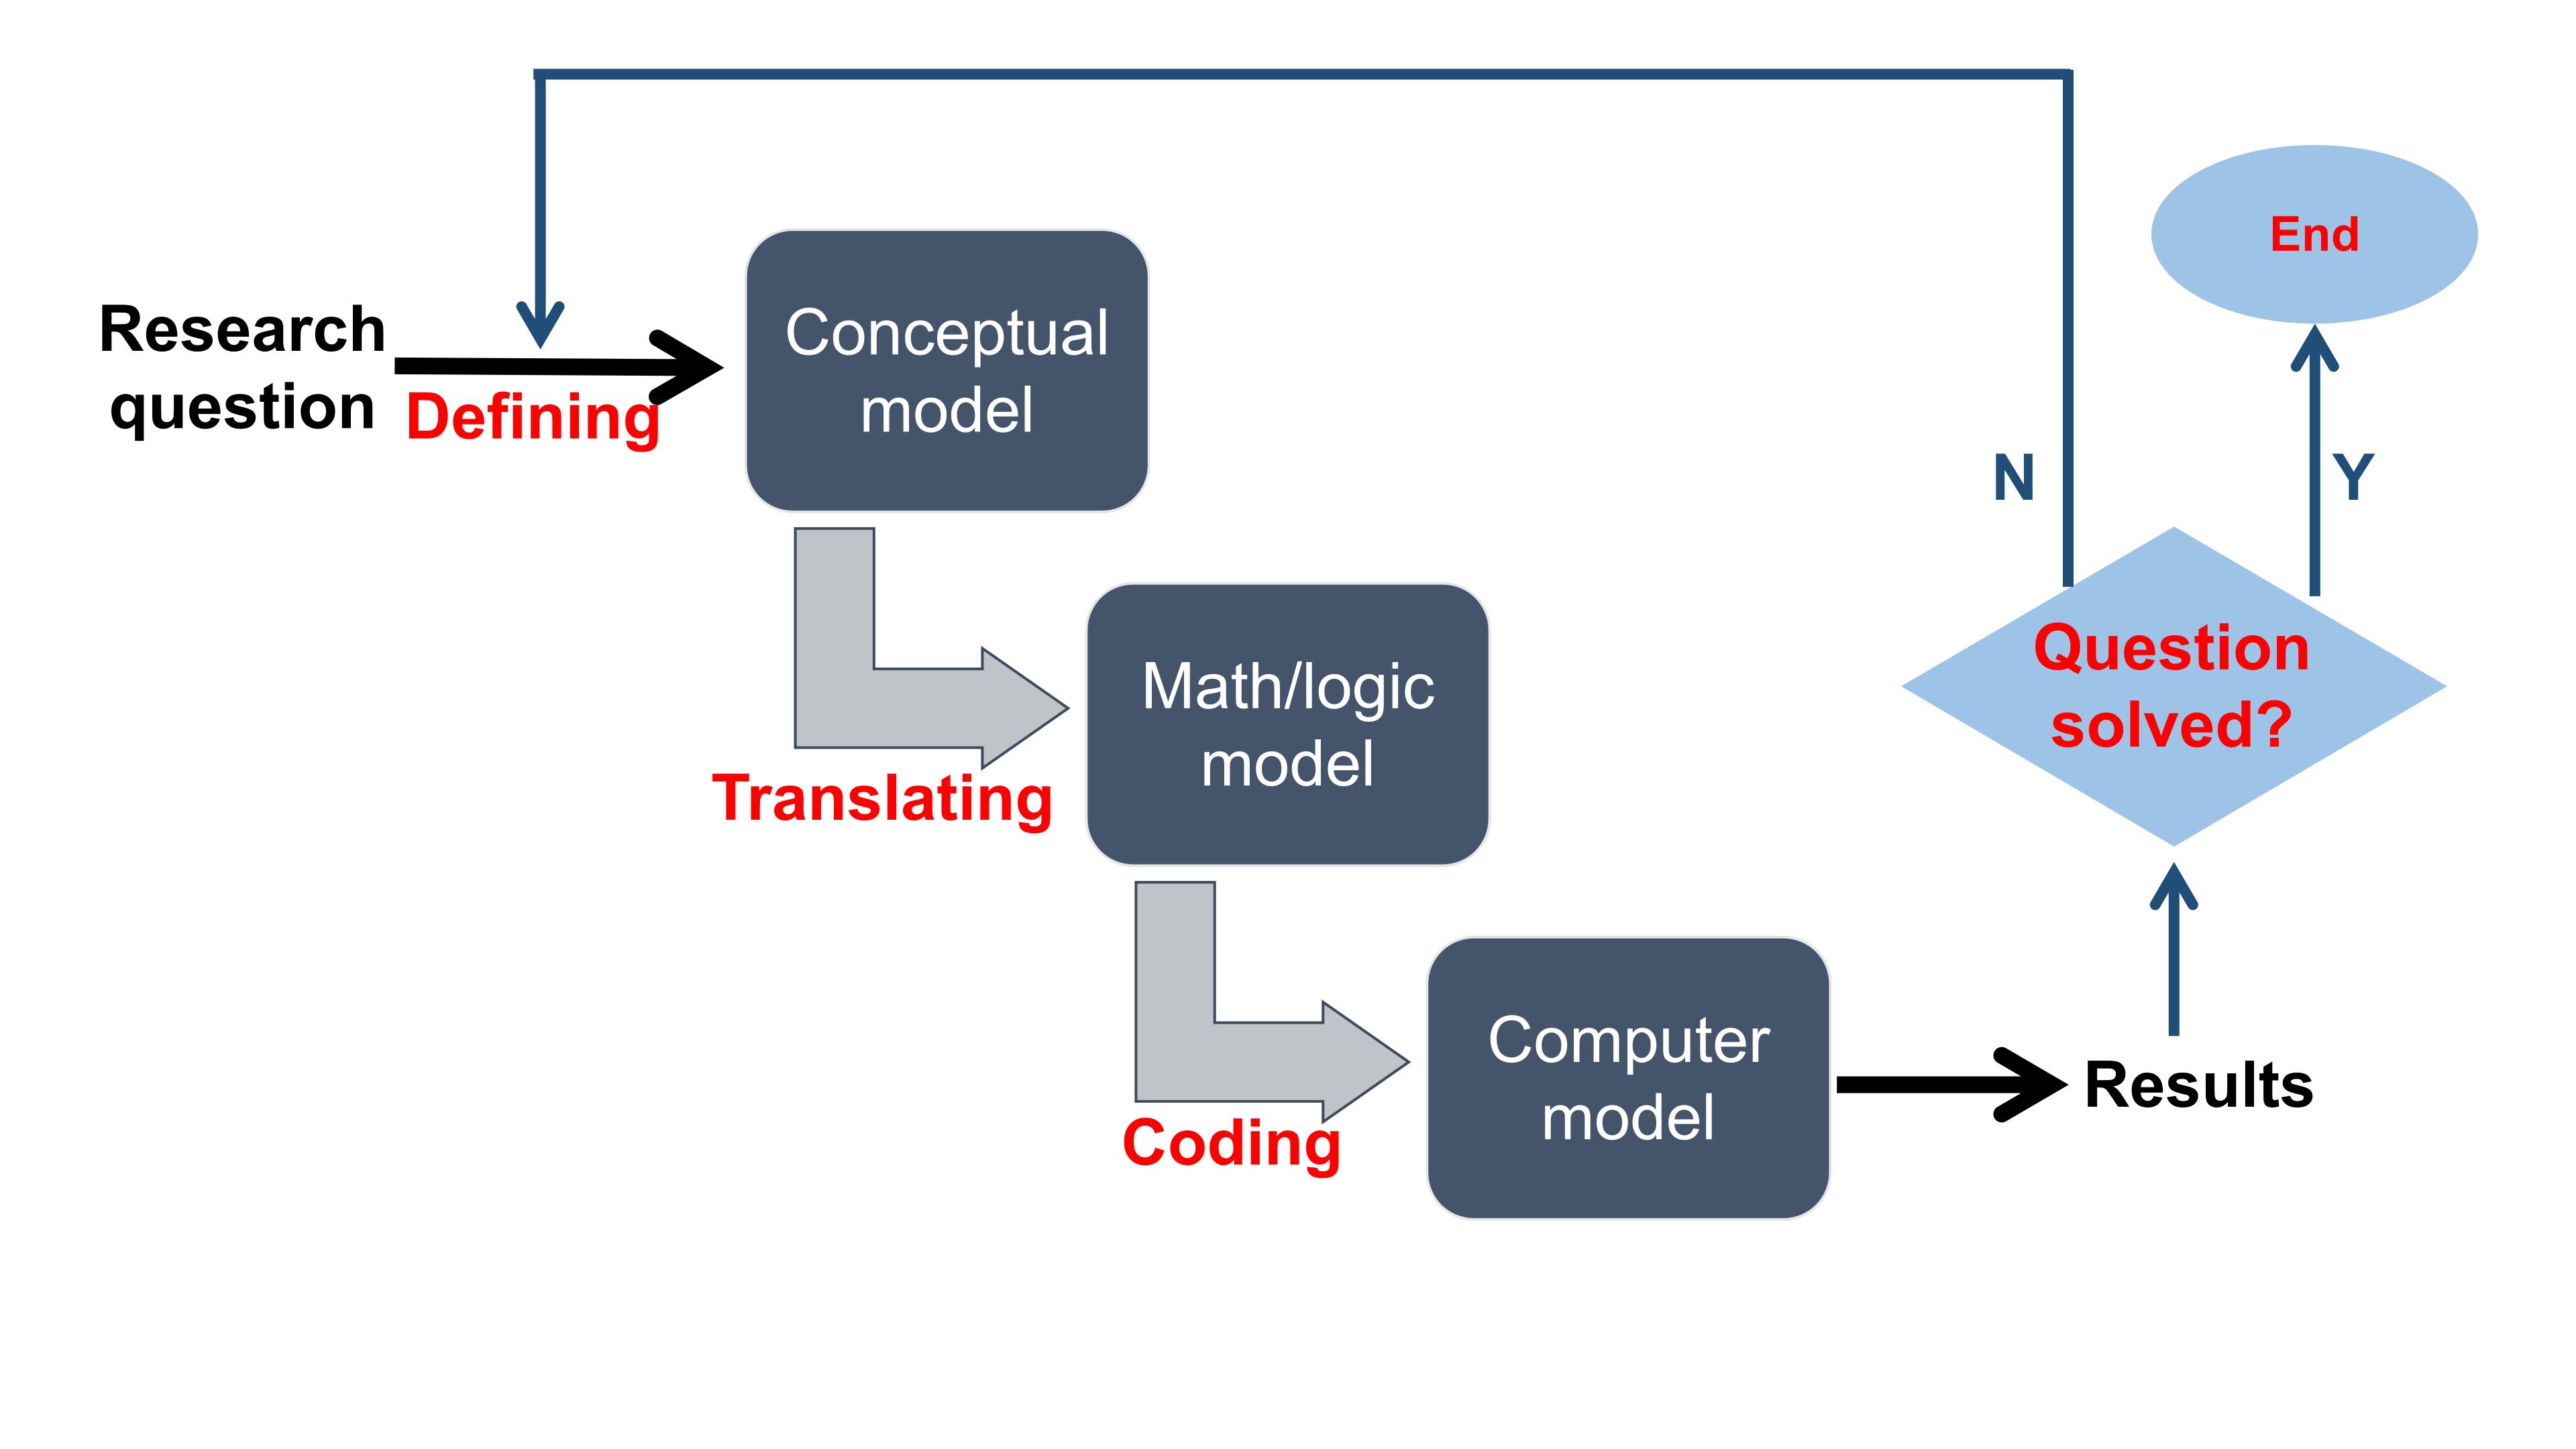 Research
question
Defining
Conceptual
model
Translating
Math/logic
model
Coding
Computer
model
Results
Question
solved?
N
Y
End